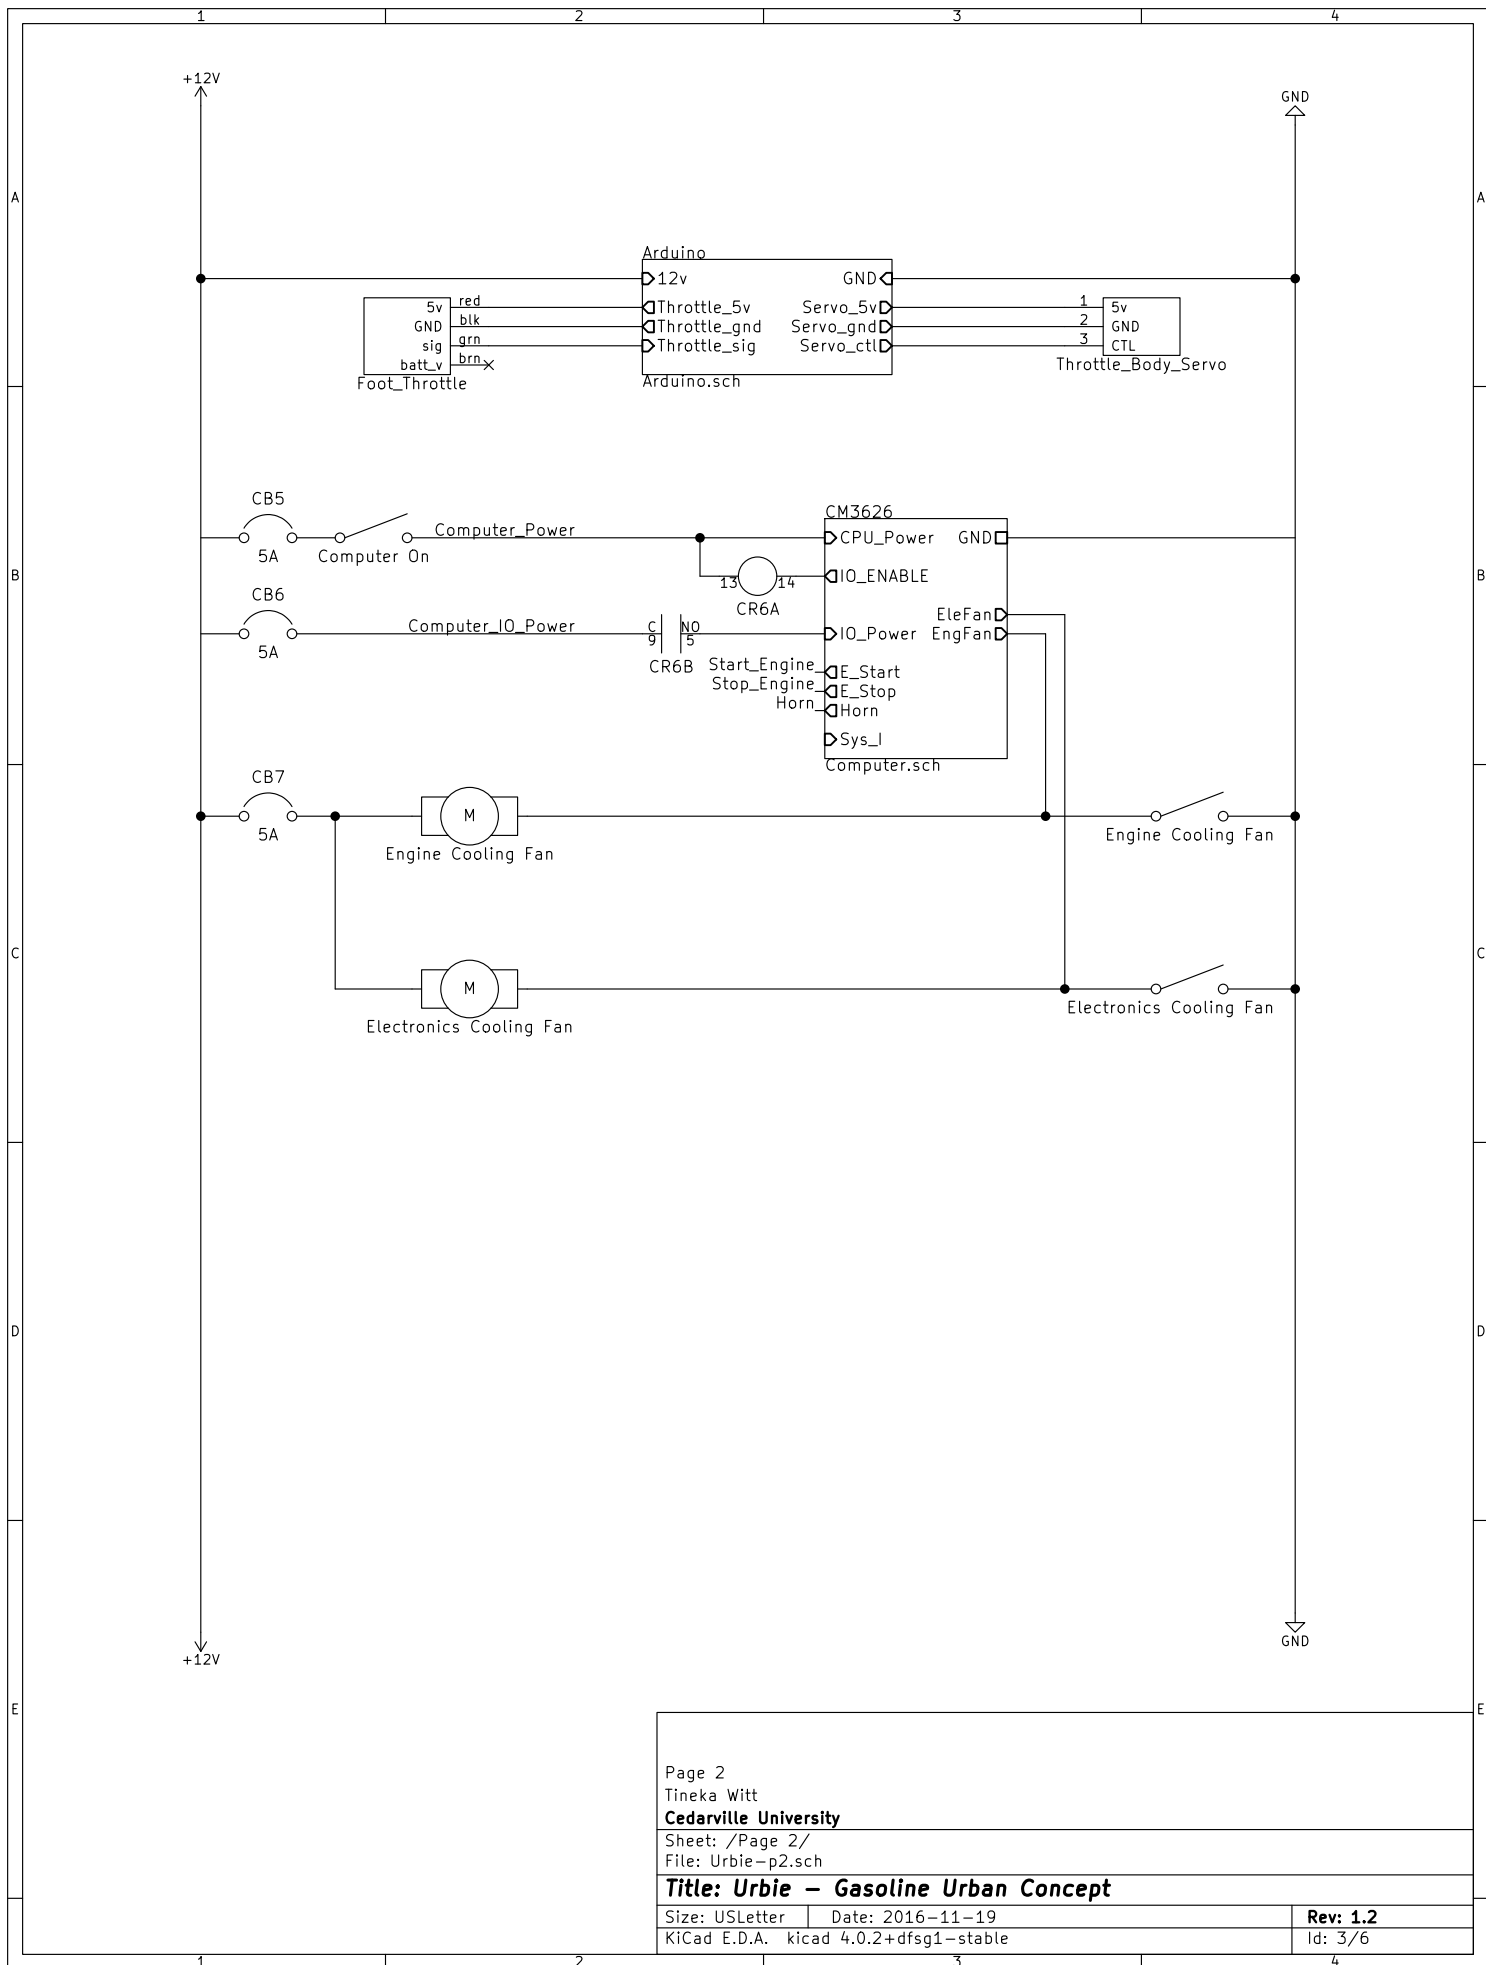 1 2 3 4
+12V
GND
A A
Arduino
12v GND
5v red Throttle_5v Servo_5v 1 5v
GND blk Throttle_gnd Servo_gnd 2 GND
sig grn Throttle_sig Servo_ctl 3 CTL
batt_v brn
Throttle_Body_Servo
Foot_Throttle
Arduino.sch
CB5
CM3626
Computer_Power
CPU_Power GND
5A Computer On
B B
13 14 IO_ENABLE
CB6
CR6A
EleFan
Computer_IO_Power
C NO
IO_Power EngFan
9 5
5A
CR6B
Start_Engine E_Start
Stop_Engine E_Stop
Horn Horn
Sys_I
Computer.sch
CB7
M
5A
Engine Cooling Fan
Engine Cooling Fan
C C
M
Electronics Cooling Fan
Electronics Cooling Fan
D D
GND
+12V
E E
Page 2
Tineka Witt
Cedarville University
Sheet: /Page 2/
File: Urbie-p2.sch
Title: Urbie – Gasoline Urban Concept
Size: USLetter Date: 2016-11-19 Rev: 1.2
KiCad E.D.A. kicad 4.0.2+dfsg1-stable Id: 3/6
1 2 3 4